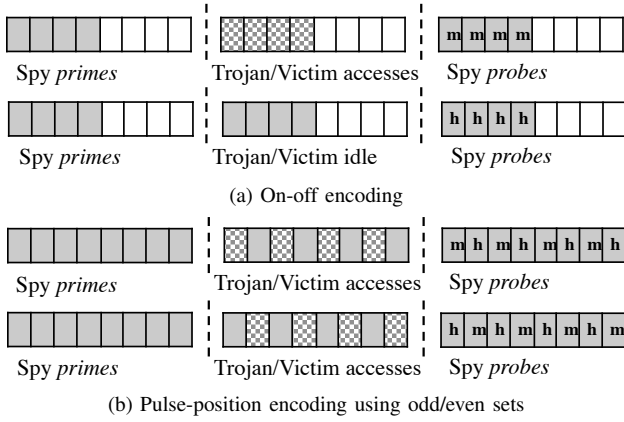 m m m m
Spy primes Trojan/Victim accesses Spy probes
h h h h
Spy primes Trojan/Victim idle Spy probes
(a) On-off encoding
m h m h m h m h
Spy primes Trojan/Victim accesses Spy probes
h m h m h m h m
Spy primes Trojan/Victim accesses Spy probes
(b) Pulse-position encoding using odd/even sets